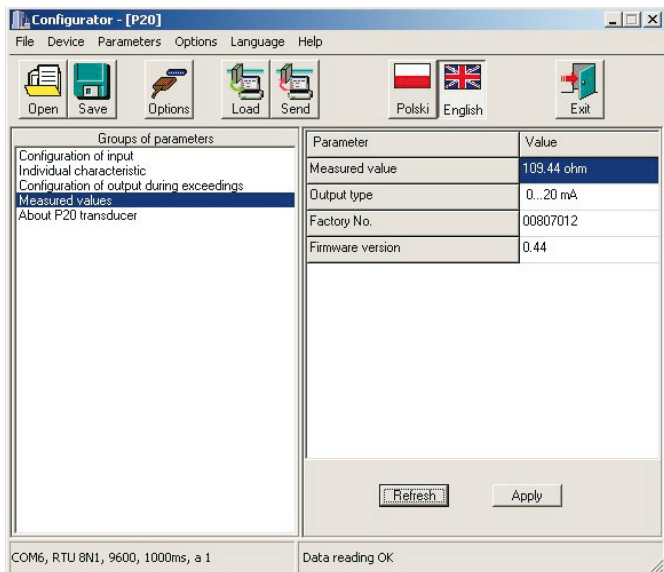 Configurator - [P20]
File Device Parameters Options Language Help
Open Save Options Load Send Polski English Exit
Groups of parameters
Configuration of input
Individual characteristic
Configuration of output during exceedings
Measured values
About P20 transducer
Parameter Value
Measured value 109.44 ohm
Output type 0...20 mA
Factory No. 00807012
Firmware version 0.44
Refresh Apply
COM6, RTU 8N1, 9600, 1000ms, a 1 Data reading OK